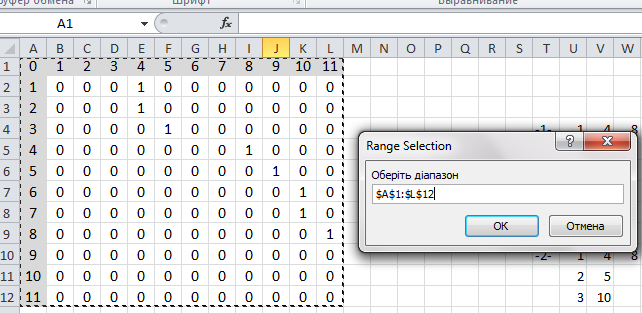 уфер обмена Шрифт Выравнивание
A1 fx
A B C D E F G H I J K L M N O P Q R S T U V W
1 0 1 2 3 4 5 6 7 8 9 10 11
2 1 0 0 0 1 0 0 0 0 0 0 0
3 2 0 0 0 1 0 0 0 0 0 0 0
4 3 0 0 0 0 1 0 0 0 0 0 0 -1- 1 4 8
5 4 0 0 0 0 0 0 0 1 0 0 0
6 5 0 0 0 0 0 0 0 0 1 0 0
7 6 0 0 0 0 0 0 0 0 0 1 0
8 7 0 0 0 0 0 0 0 0 0 1 0
9 8 0 0 0 0 0 0 0 0 0 0 1
10 9 0 0 0 0 0 0 0 0 0 0 0 -2- 1 4 8
11 10 0 0 0 0 0 0 0 0 0 0 0 2 5
12 11 0 0 0 0 0 0 0 0 0 0 0 3 10
Range Selection
Оберіть діапазон
$A$1:$L$12
OK Отмена